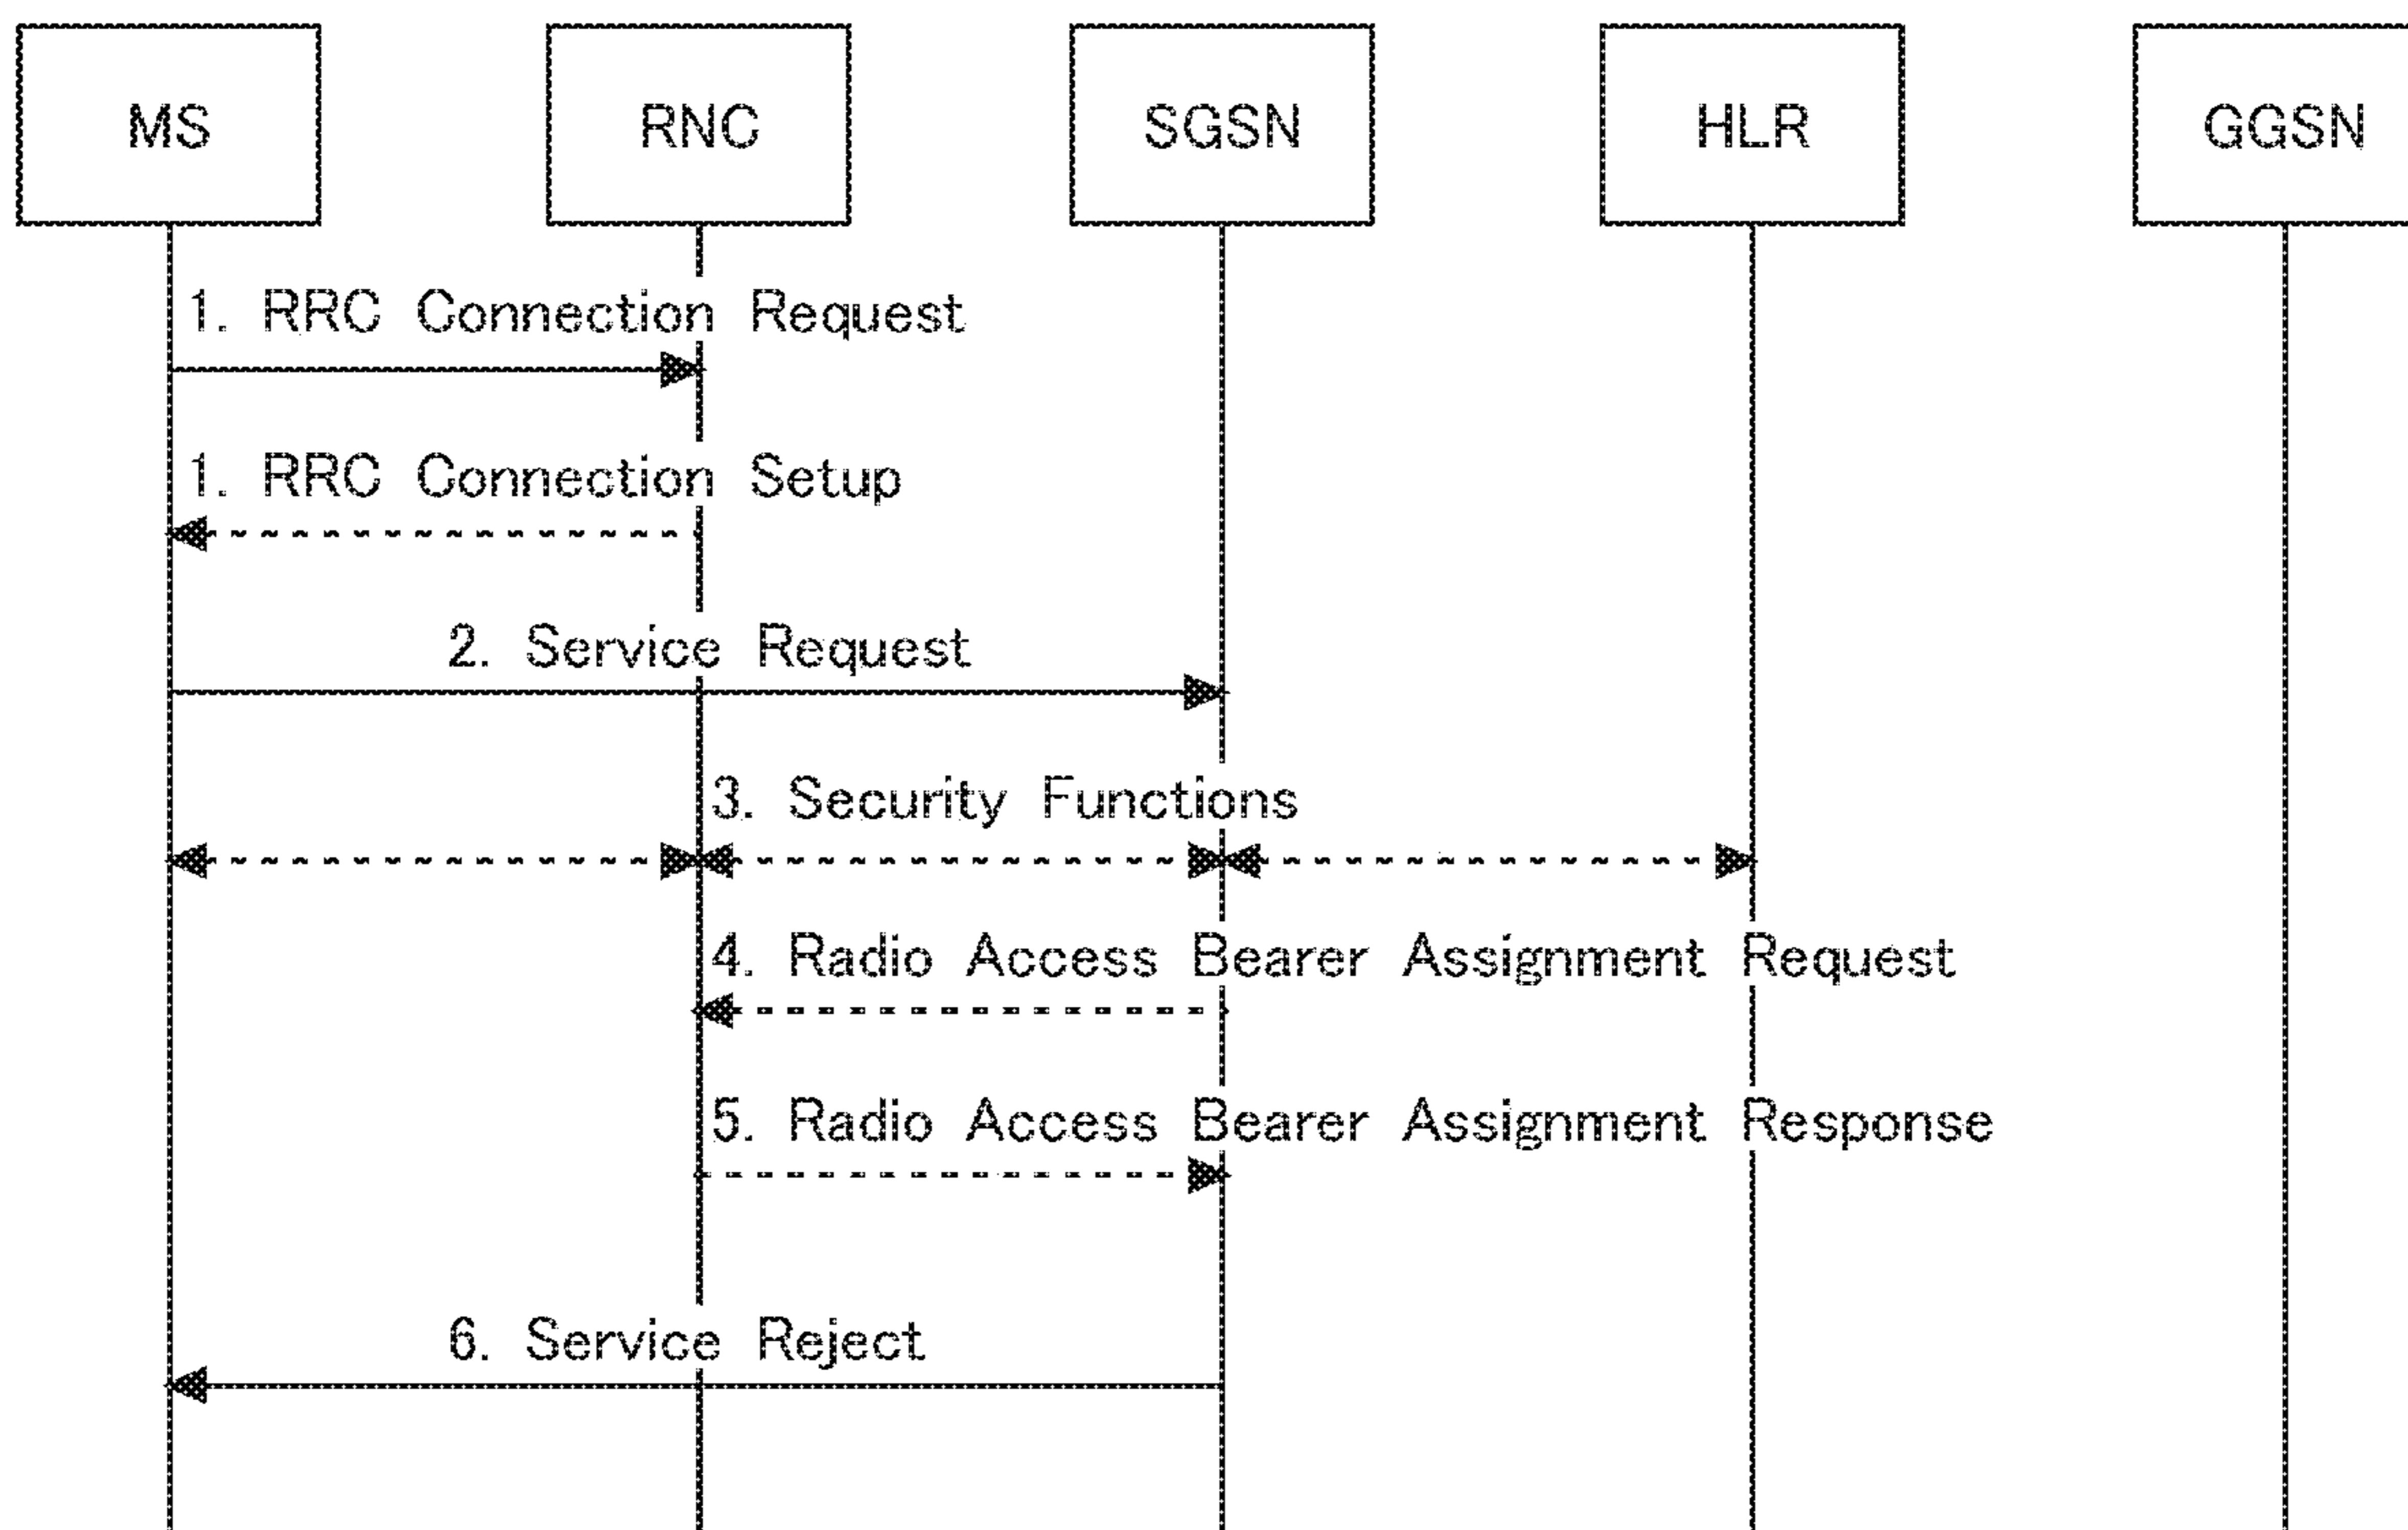 MS RNC SGSN HLR GGSN
1. RRC Connection Request
1. RRC Connection Setup
2. Service Request
3. Security Functions
4. Radio Access Bearer Assignment Request
5. Radio Access Bearer Assignment Response
6. Service Reject